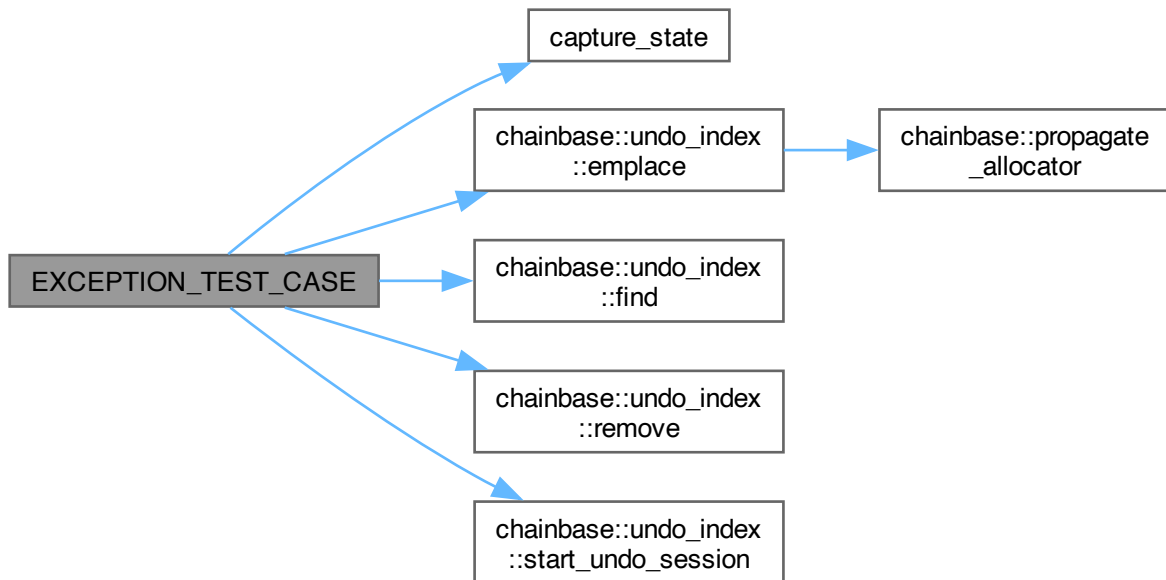 capture_state
chainbase::undo_index
::emplace
chainbase::propagate
_allocator
EXCEPTION_TEST_CASE
chainbase::undo_index
::find
chainbase::undo_index
::remove
chainbase::undo_index
::start_undo_session